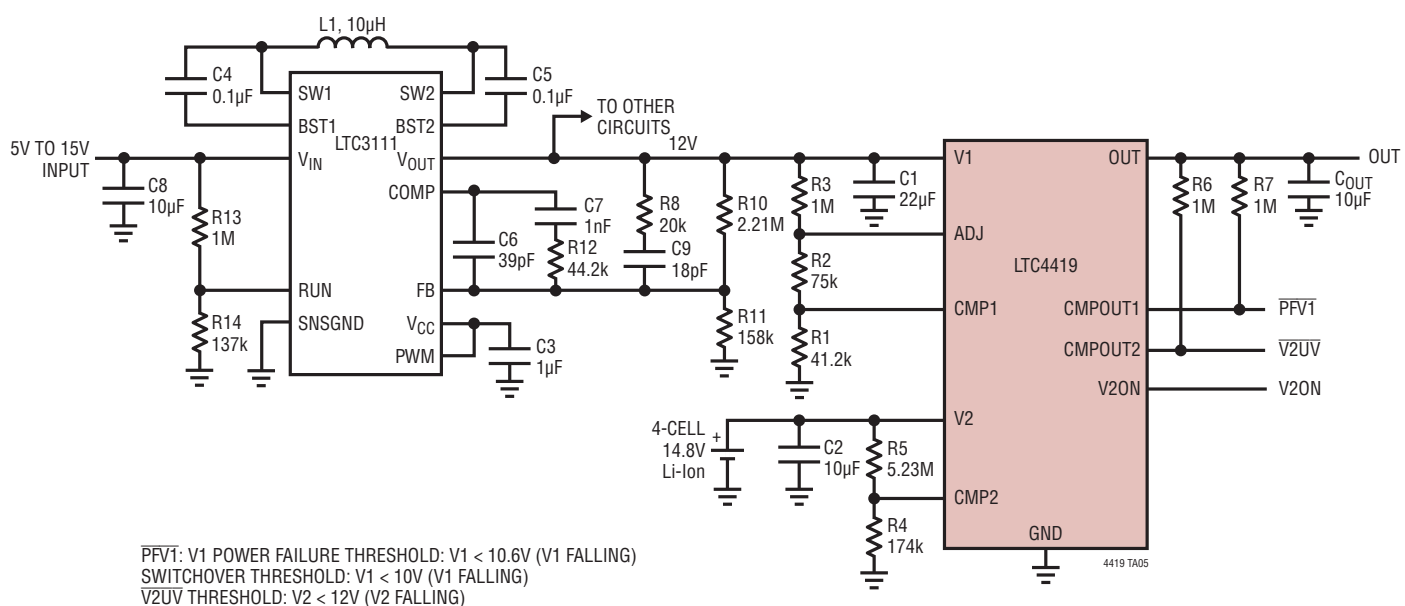 L1, 10µH
C4
0.1µF
C5
0.1µF
SW1
SW2
BST1
BST2
LTC3111
TO OTHER
CIRCUITS
5V TO 15V
INPUT
VIN
VOUT
12V
V1
OUT
OUT
C8
10µF
R13
1M
COMP
C7
1nF
C6
39pF
R12
44.2k
R8
20k
C9
18pF
R10
2.21M
R3
1M
C1
22µF
R6
1M
R7
1M
COUT
10µF
ADJ
LTC4419
R2
75k
RUN
FB
CMP1
CMPOUT1
PFV1
R14
137k
SNSGND
VCC
PWM
C3
1µF
R11
158k
R1
41.2k
CMPOUT2
V2UV
V2ON
V2ON
4-CELL
14.8V
Li-Ion
+
C2
10µF
R5
5.23M
V2
CMP2
R4
174k
GND
4419 TA05
PFV1: V1 POWER FAILURE THRESHOLD: V1 < 10.6V (V1 FALLING)
SWITCHOVER THRESHOLD: V1 < 10V (V1 FALLING)
V2UV THRESHOLD: V2 < 12V (V2 FALLING)